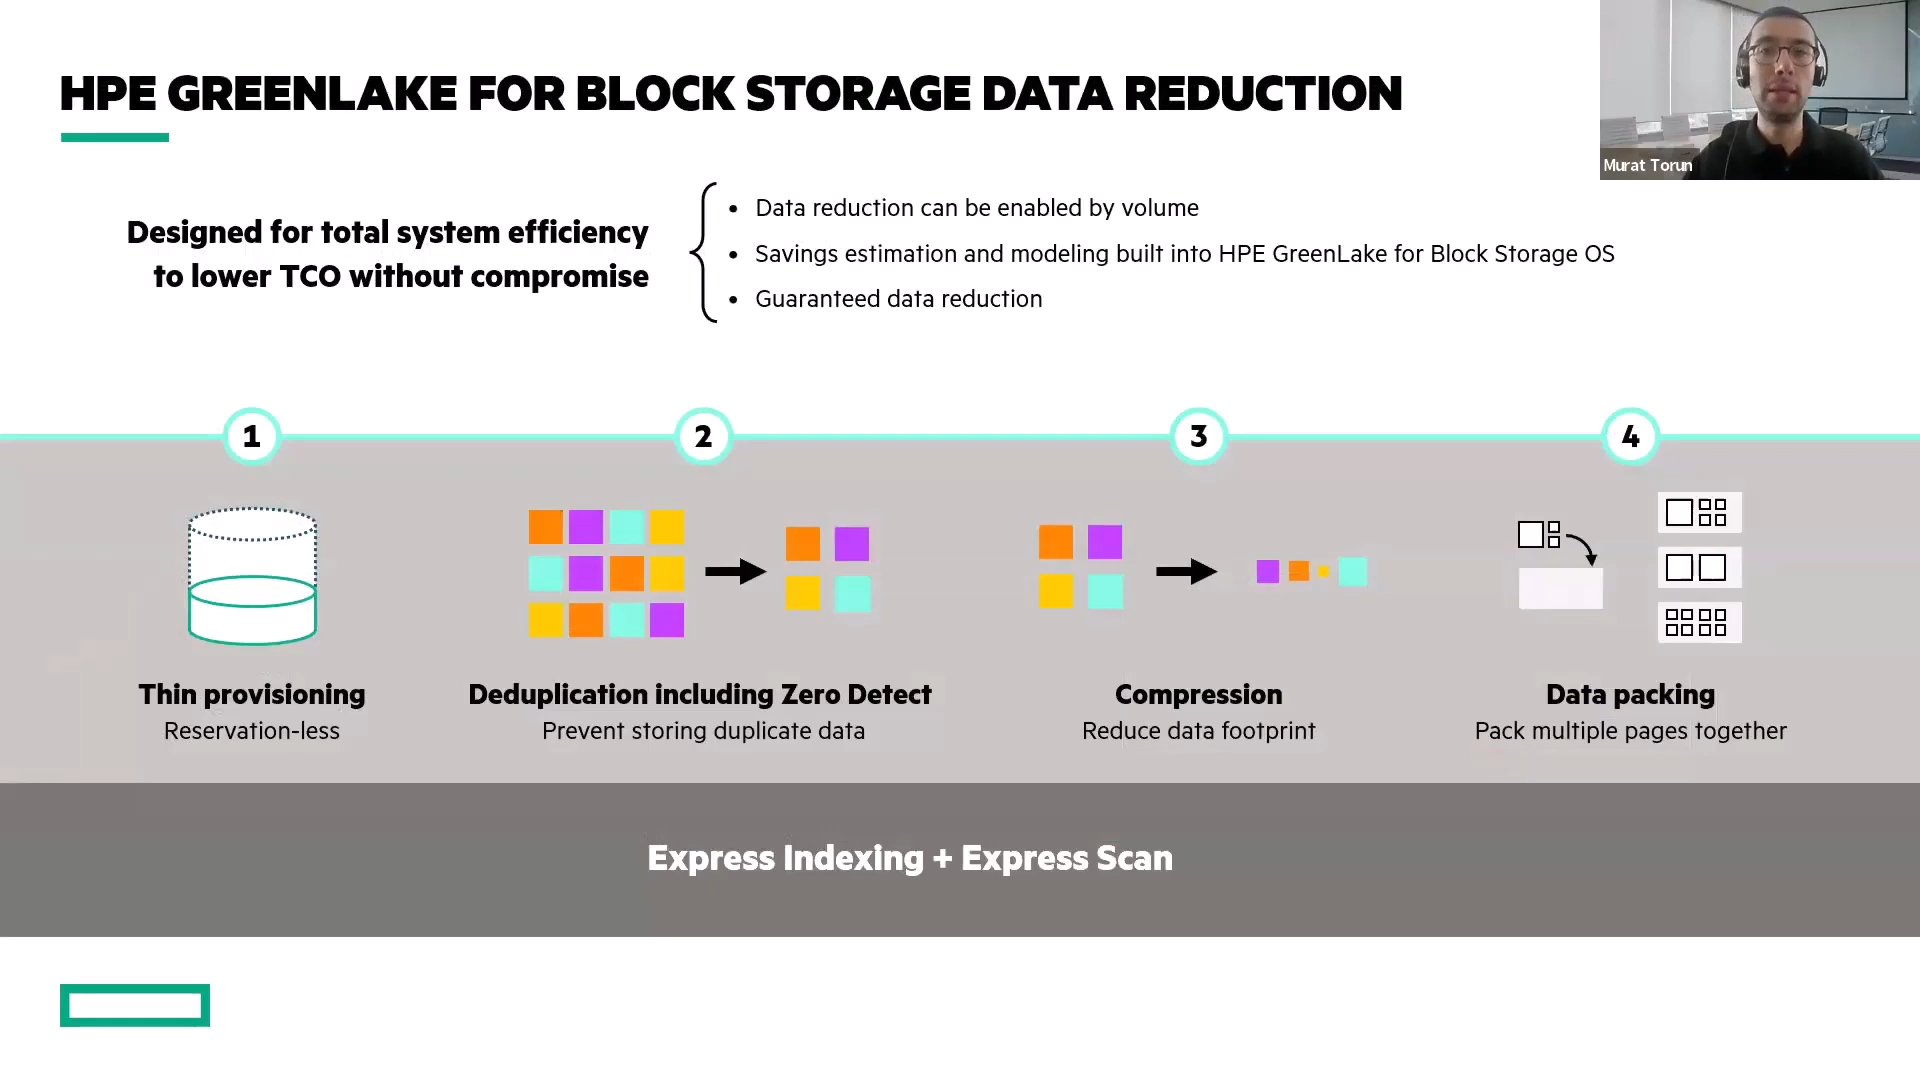 HPE GREENLAKE FOR BLOCK STORAGE DATA REDUCTION
Murat Torun
Designed for total system efficiency
to lower TCO without compromise
• Data reduction can be enabled by volume
• Savings estimation and modeling built into HPE GreenLake for Block Storage OS
• Guaranteed data reduction
1
2
3
4
Thin provisioning
Reservation-less
Deduplication including Zero Detect
Prevent storing duplicate data
Compression
Reduce data footprint
Data packing
Pack multiple pages together
Express Indexing + Express Scan